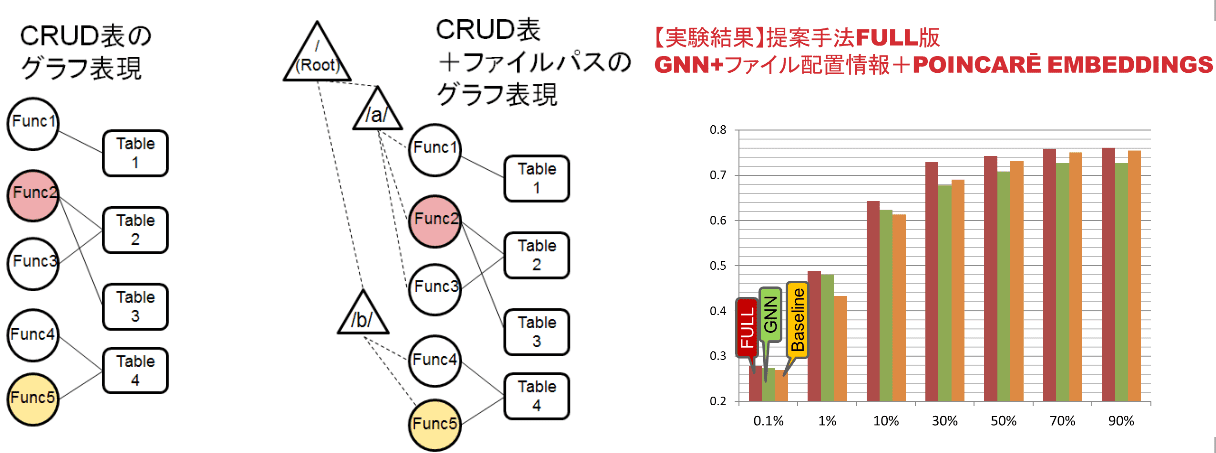 CRUD表の
グラフ表現
Func1
Table
1
Func2
Table
2
Func3
Table
3
Func4
Table
4
Func5
/
(Root)
/a/
/b/
CRUD表
＋ファイルパスの
グラフ表現
Func1
Table
1
Func2
Table
2
Func3
Table
3
Func4
Table
4
Func5
【実験結果】提案手法FULL版
GNN+ファイル配置情報＋POINCARĒ EMBEDDINGS
0.8
0.7
0.6
0.5
0.4
0.3
0.2
FULL
GNN
Baseline
0.1% 1% 10% 30% 50% 70% 90%